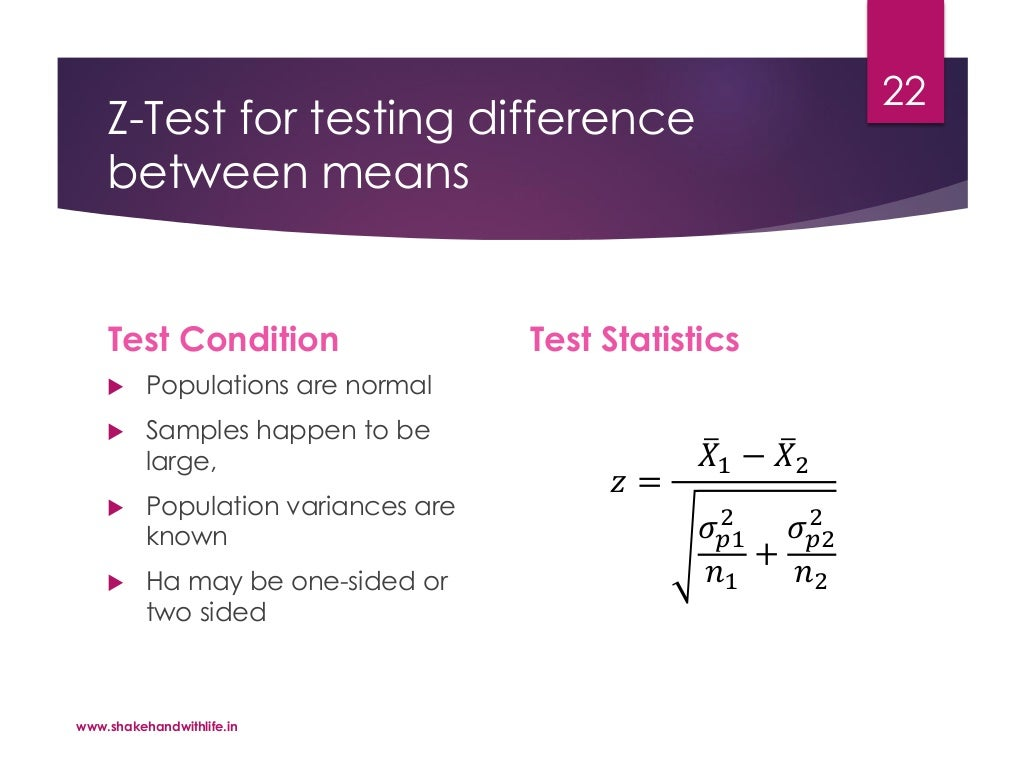 22
Z-Test for testing difference
between means
Test Condition
Populations are normal
Samples happen to be
large,
Population variances are
known
Ha may be one-sided or
two sided
Test Statistics
z = (X̄₁ − X̄₂) / √(σ²p1/n₁ + σ²p2/n₂)
www.shakehandwithlife.in